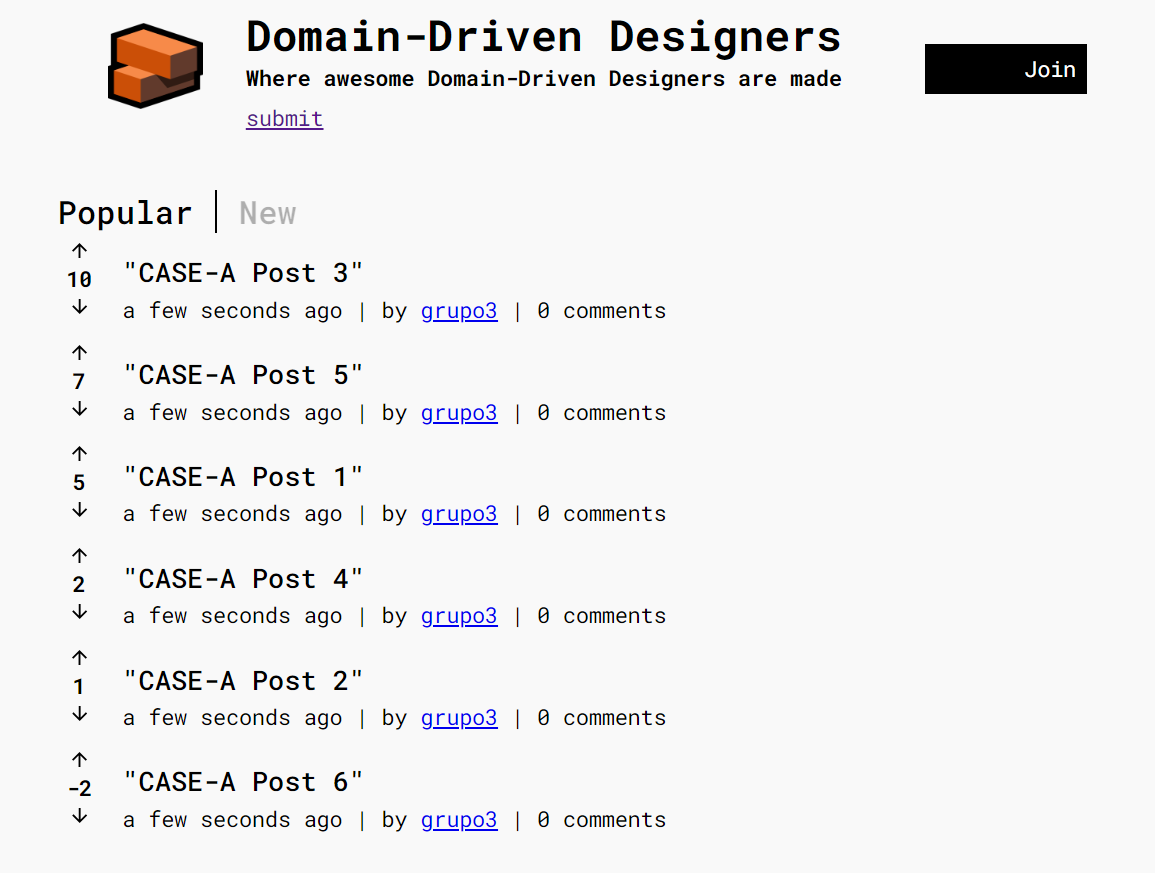 Domain-Driven Designers
Where awesome Domain-Driven Designers are made
submit
Join
Popular | New
↑
10
↓
"CASE-A Post 3"
a few seconds ago | by grupo3 | 0 comments
↑
7
↓
"CASE-A Post 5"
a few seconds ago | by grupo3 | 0 comments
↑
5
↓
"CASE-A Post 1"
a few seconds ago | by grupo3 | 0 comments
↑
2
↓
"CASE-A Post 4"
a few seconds ago | by grupo3 | 0 comments
↑
1
↓
"CASE-A Post 2"
a few seconds ago | by grupo3 | 0 comments
↑
-2
↓
"CASE-A Post 6"
a few seconds ago | by grupo3 | 0 comments